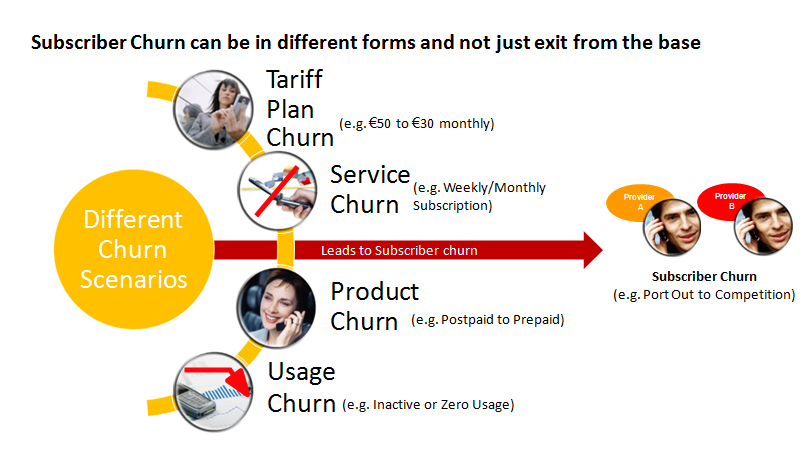 Subscriber Churn can be in different forms and not just exit from the base
Tariff
Plan
Churn (e.g. €50 to €30 monthly)
Service
Churn
(e.g. Weekly/Monthly
Subscription)
Different
Churn
Scenarios
Leads to Subscriber churn
Provider
A
Provider
B
Subscriber Churn
(e.g. Port Out to Competition)
Product
Churn (e.g. Postpaid to Prepaid)
Usage
Churn (e.g. Inactive or Zero Usage)